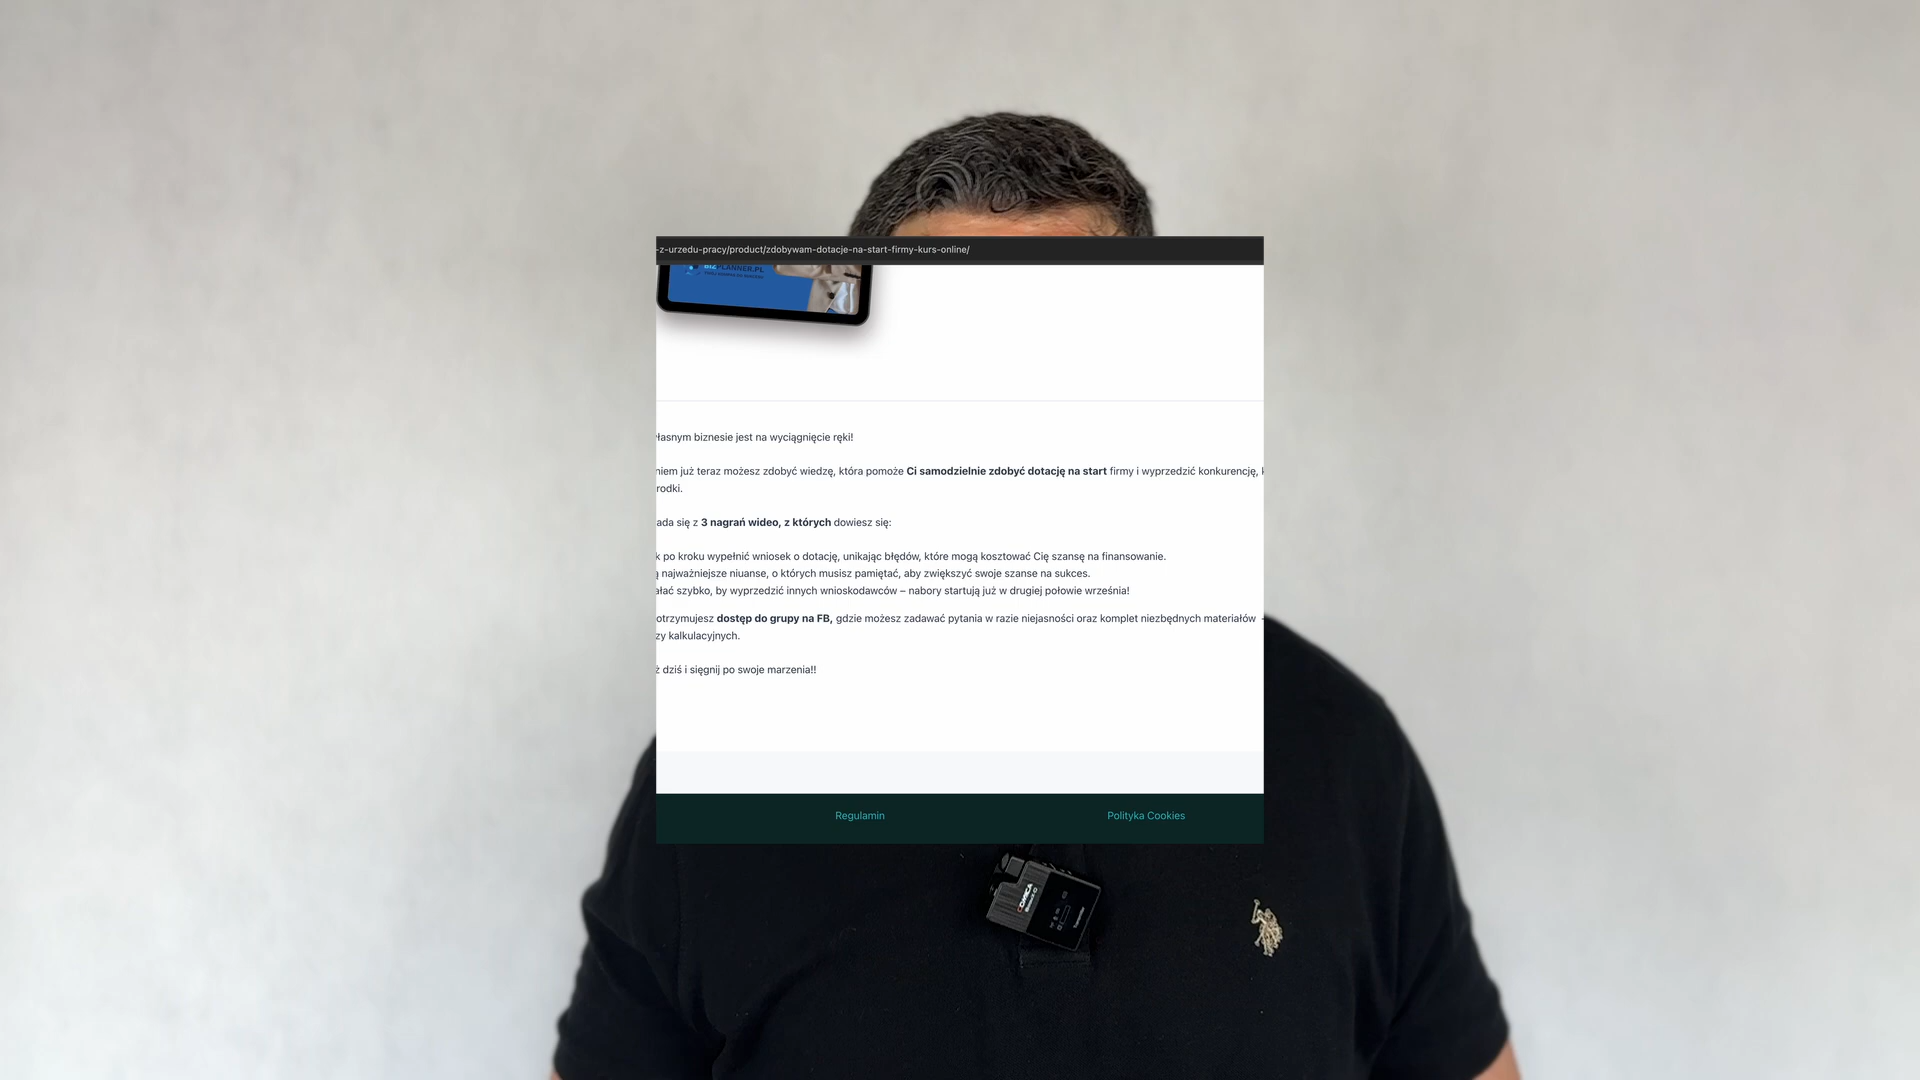 -z-urzedu-pracy/product/zdobywam-dotacje-na-start-firmy-kurs-online/
BIZPLANNER.PL
własnym biznesie jest na wyciągnięcie ręki!
niem już teraz możesz zdobyć wiedzę, która pomoże Ci samodzielnie zdobyć dotację na start firmy i wyprzedzić konkurencję, k
rodki.
ada się z 3 nagrań wideo, z których dowiesz się:
k po kroku wypełnić wniosek o dotację, unikając błędów, które mogą kosztować Cię szansę na finansowanie.
ą najważniejsze niuanse, o których musisz pamiętać, aby zwiększyć swoje szanse na sukces.
ałać szybko, by wyprzedzić innych wnioskodawców – nabory startują już w drugiej połowie września!
otrzymujesz dostęp do grupy na FB, gdzie możesz zadawać pytania w razie niejasności oraz komplet niezbędnych materiałów -
zy kalkulacyjnych.
ż dziś i sięgnij po swoje marzenia!!
Regulamin
Polityka Cookies
COMICA